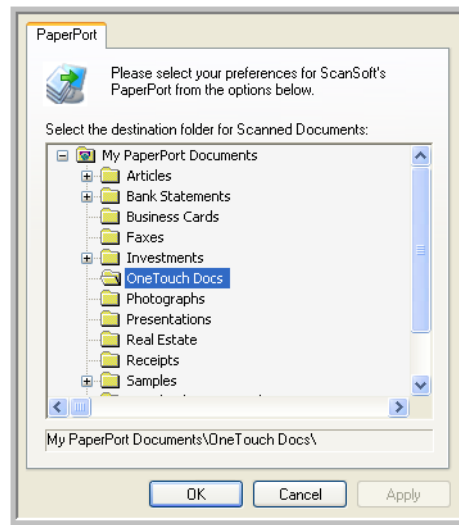 PaperPort
Please select your preferences for ScanSoft's
PaperPort from the options below.
Select the destination folder for Scanned Documents:
My PaperPort Documents
Articles
Bank Statements
Business Cards
Faxes
Investments
OneTouch Docs
Photographs
Presentations
Real Estate
Receipts
Samples
My PaperPort Documents\OneTouch Docs\
OK Cancel Apply